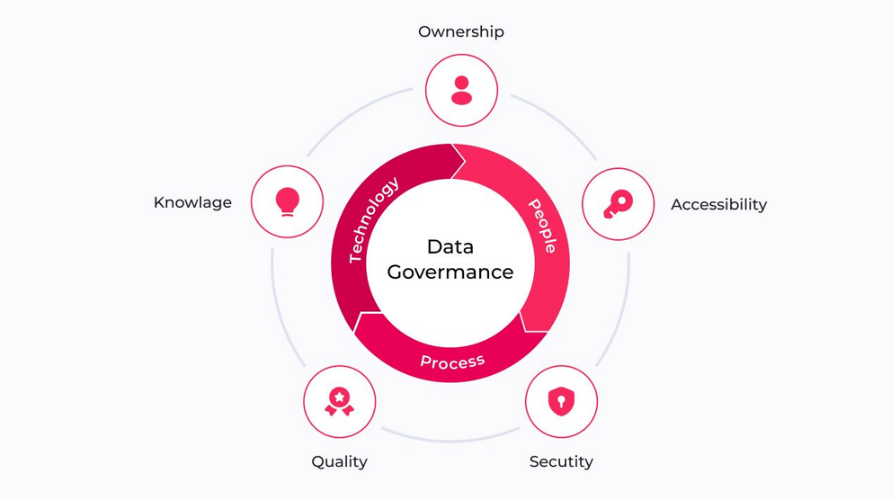 Ownership
Knowlage
Technology
People
Accessibility
Data
Govermance
Process
Quality
Secutity